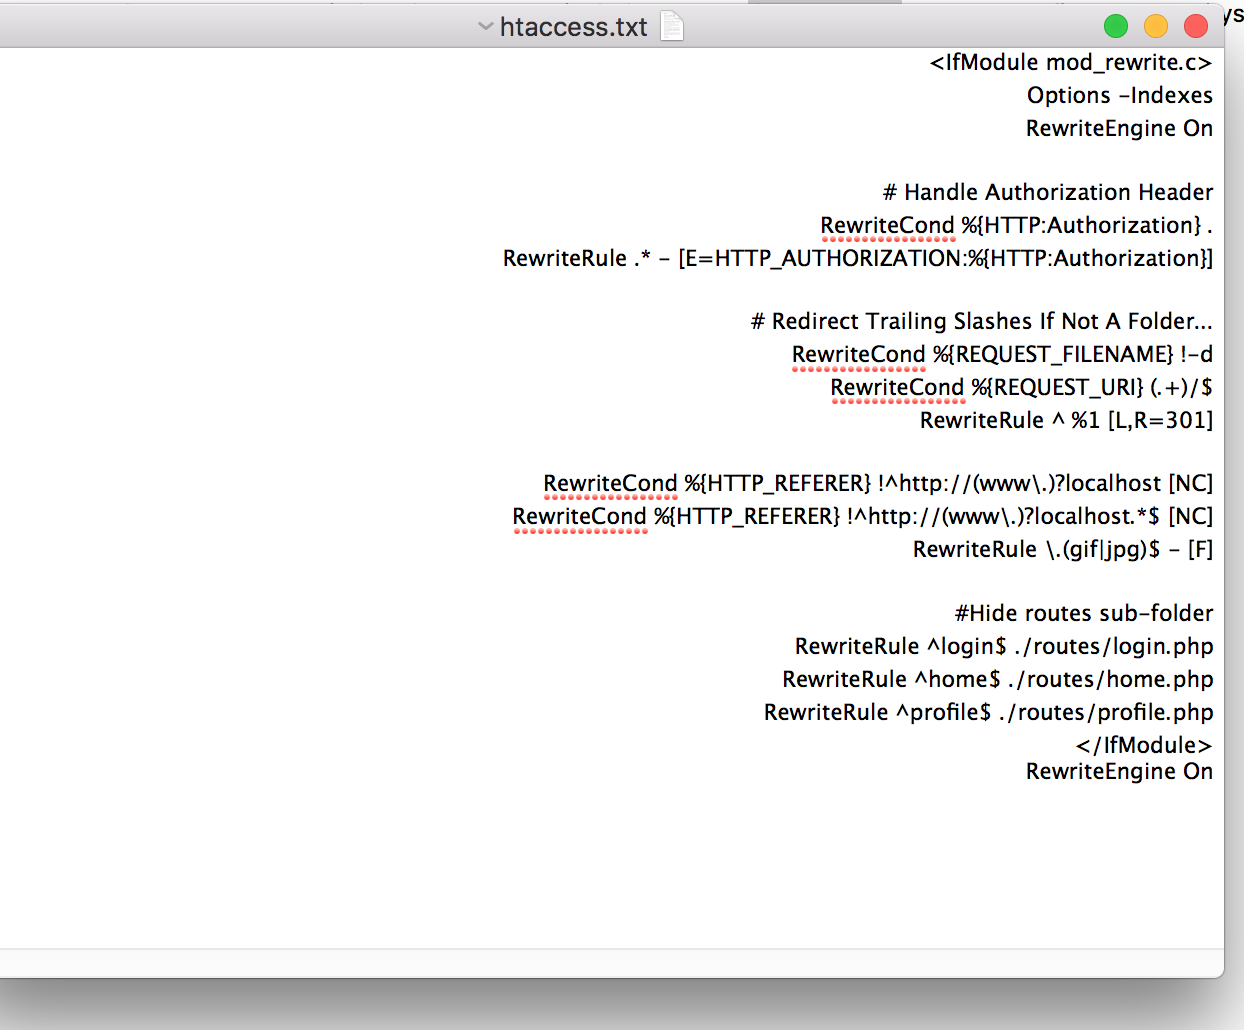 htaccess.txt
ys
<IfModule mod_rewrite.c>
Options -Indexes
RewriteEngine On
# Handle Authorization Header
RewriteCond %{HTTP:Authorization} .
RewriteRule .* - [E=HTTP_AUTHORIZATION:%{HTTP:Authorization}]
# Redirect Trailing Slashes If Not A Folder...
RewriteCond %{REQUEST_FILENAME} !-d
RewriteCond %{REQUEST_URI} (.+)/$
RewriteRule ^ %1 [L,R=301]
RewriteCond %{HTTP_REFERER} !^http://(www\.)?localhost [NC]
RewriteCond %{HTTP_REFERER} !^http://(www\.)?localhost.*$ [NC]
RewriteRule \.(gif|jpg)$ - [F]
#Hide routes sub-folder
RewriteRule ^login$ ./routes/login.php
RewriteRule ^home$ ./routes/home.php
RewriteRule ^profile$ ./routes/profile.php
</IfModule>
RewriteEngine On